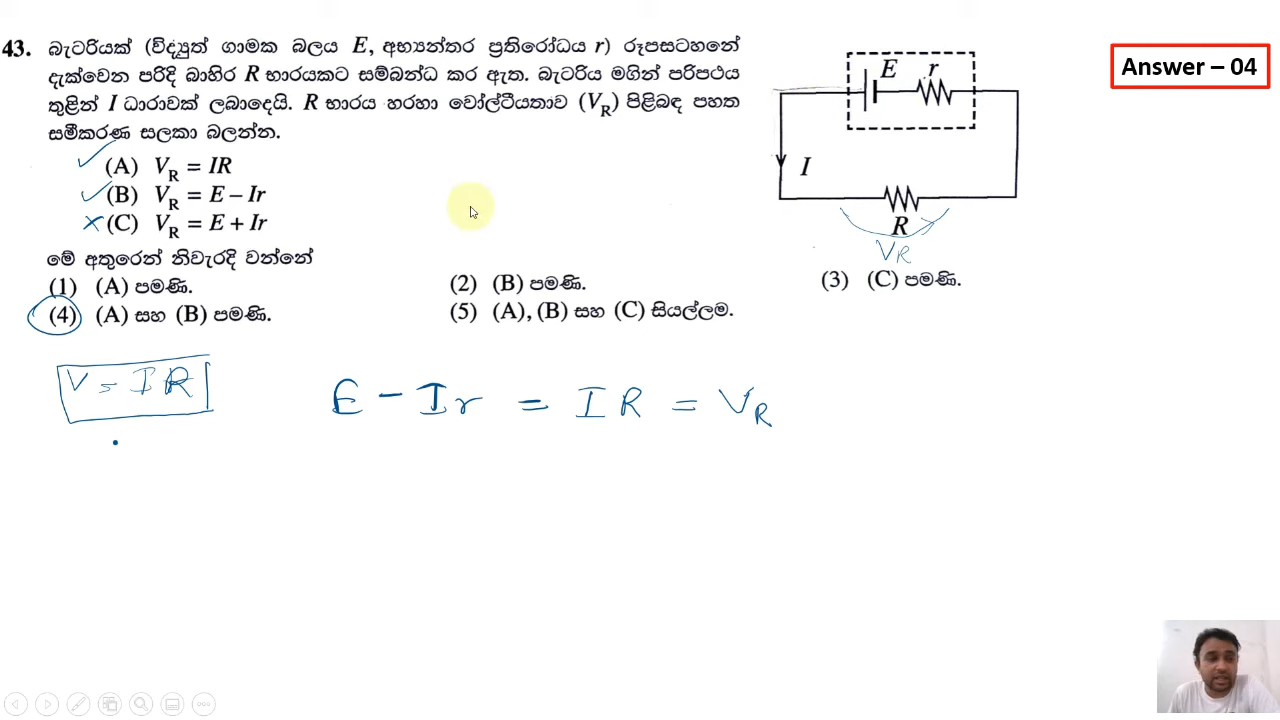 43. බැටරියක් (විද්‍යුත් ගාමක බලය E, අභ්‍යන්තර ප්‍රතිරෝධය r) රූපසටහනේ
දැක්වෙන පරිදි බාහිර R භාරයකට සම්බන්ධ කර ඇත. බැටරිය මගින් පරිපථය
තුළින් I ධාරාවක් ලබාදෙයි. R භාරය හරහා වෝල්ටීයතාව (V_R) පිළිබඳ පහත
සමීකරණ සලකා බලන්න.
(A) V_R = IR
(B) V_R = E – Ir
(C) V_R = E + Ir
මේ අතුරෙන් නිවැරදි වන්නේ
(1) (A) පමණි. (2) (B) පමණි. (3) (C) පමණි.
(4) (A) සහ (B) පමණි. (5) (A), (B) සහ (C) සියල්ලම.
E r
I
R
V_R
Answer – 04
V = IR
E – Ir = IR = V_R